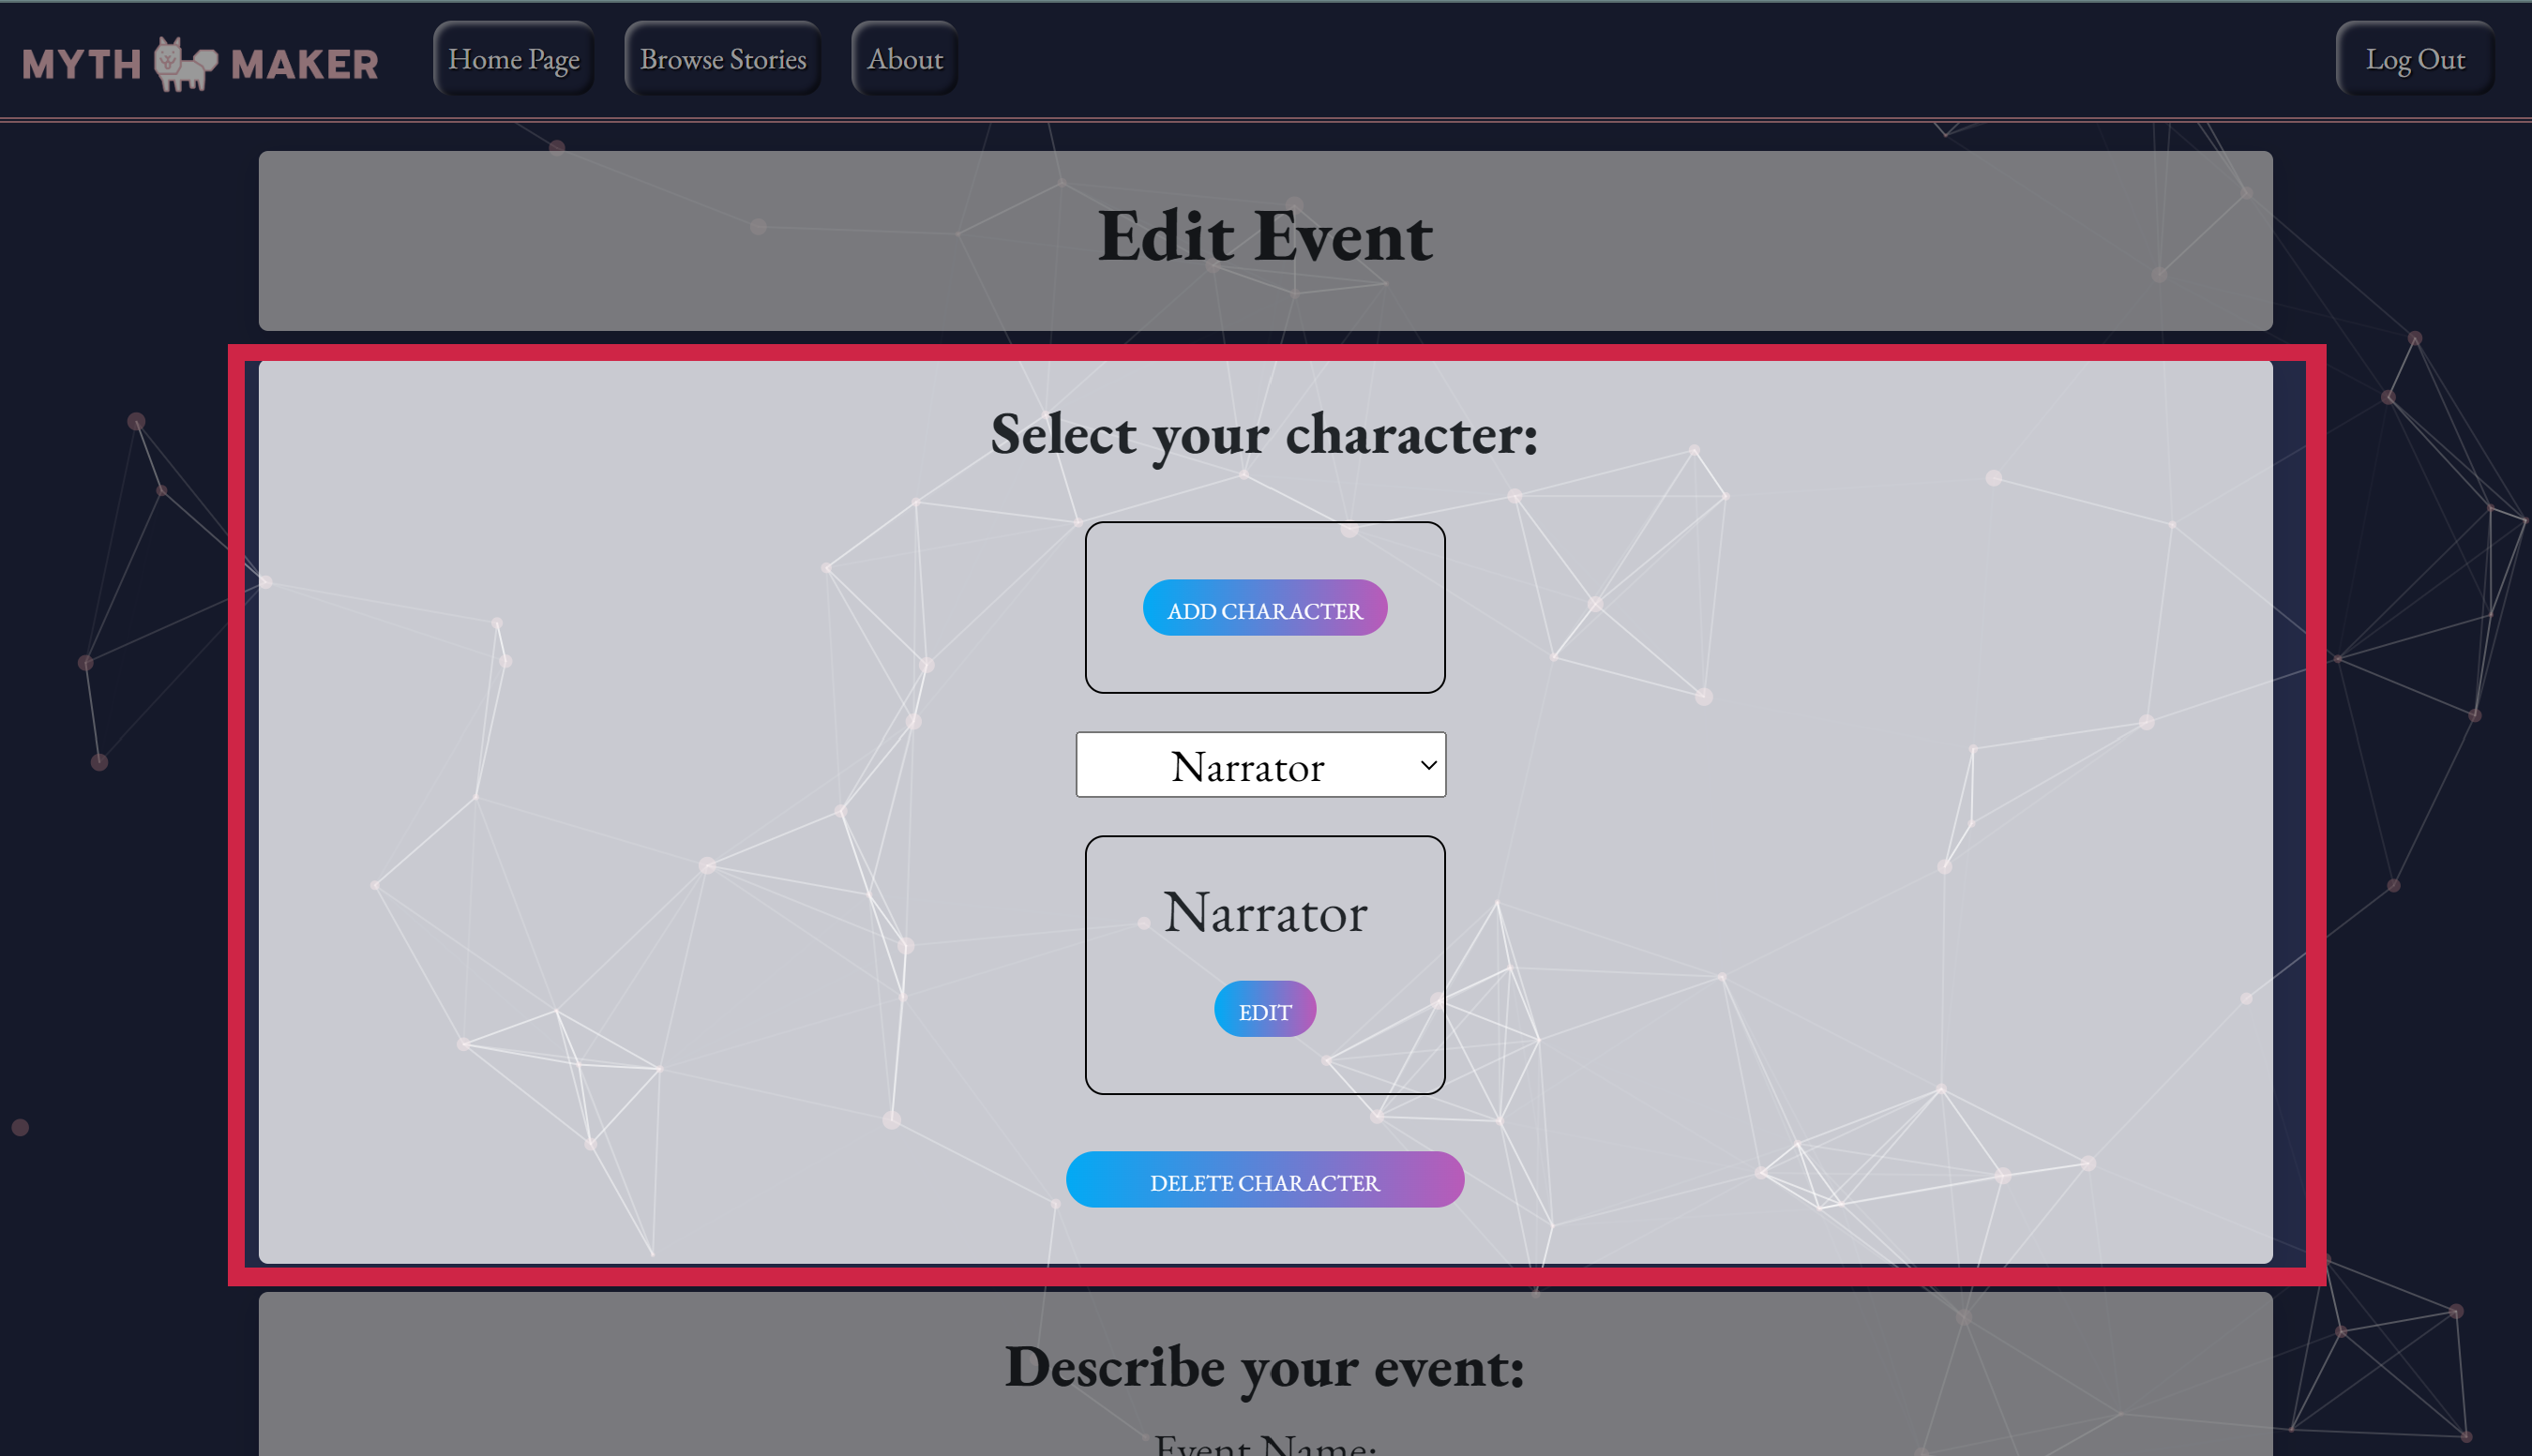 MYTH MAKER
Home Page
Browse Stories
About
Log Out
Edit Event
Select your character:
ADD CHARACTER
Narrator
Narrator
EDIT
DELETE CHARACTER
Describe your event:
Event Name: